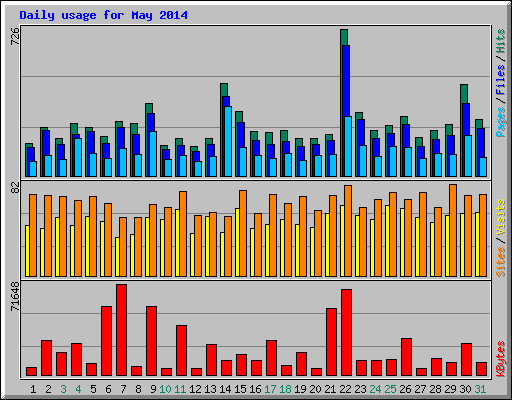 Daily usage for May 2014
726
Pages / Files / Hits
82
Sites / Visits
71648
KBytes
1 2 3 4 5 6 7 8 9 10 11 12 13 14 15 16 17 18 19 20 21 22 23 24 25 26 27 28 29 30 31